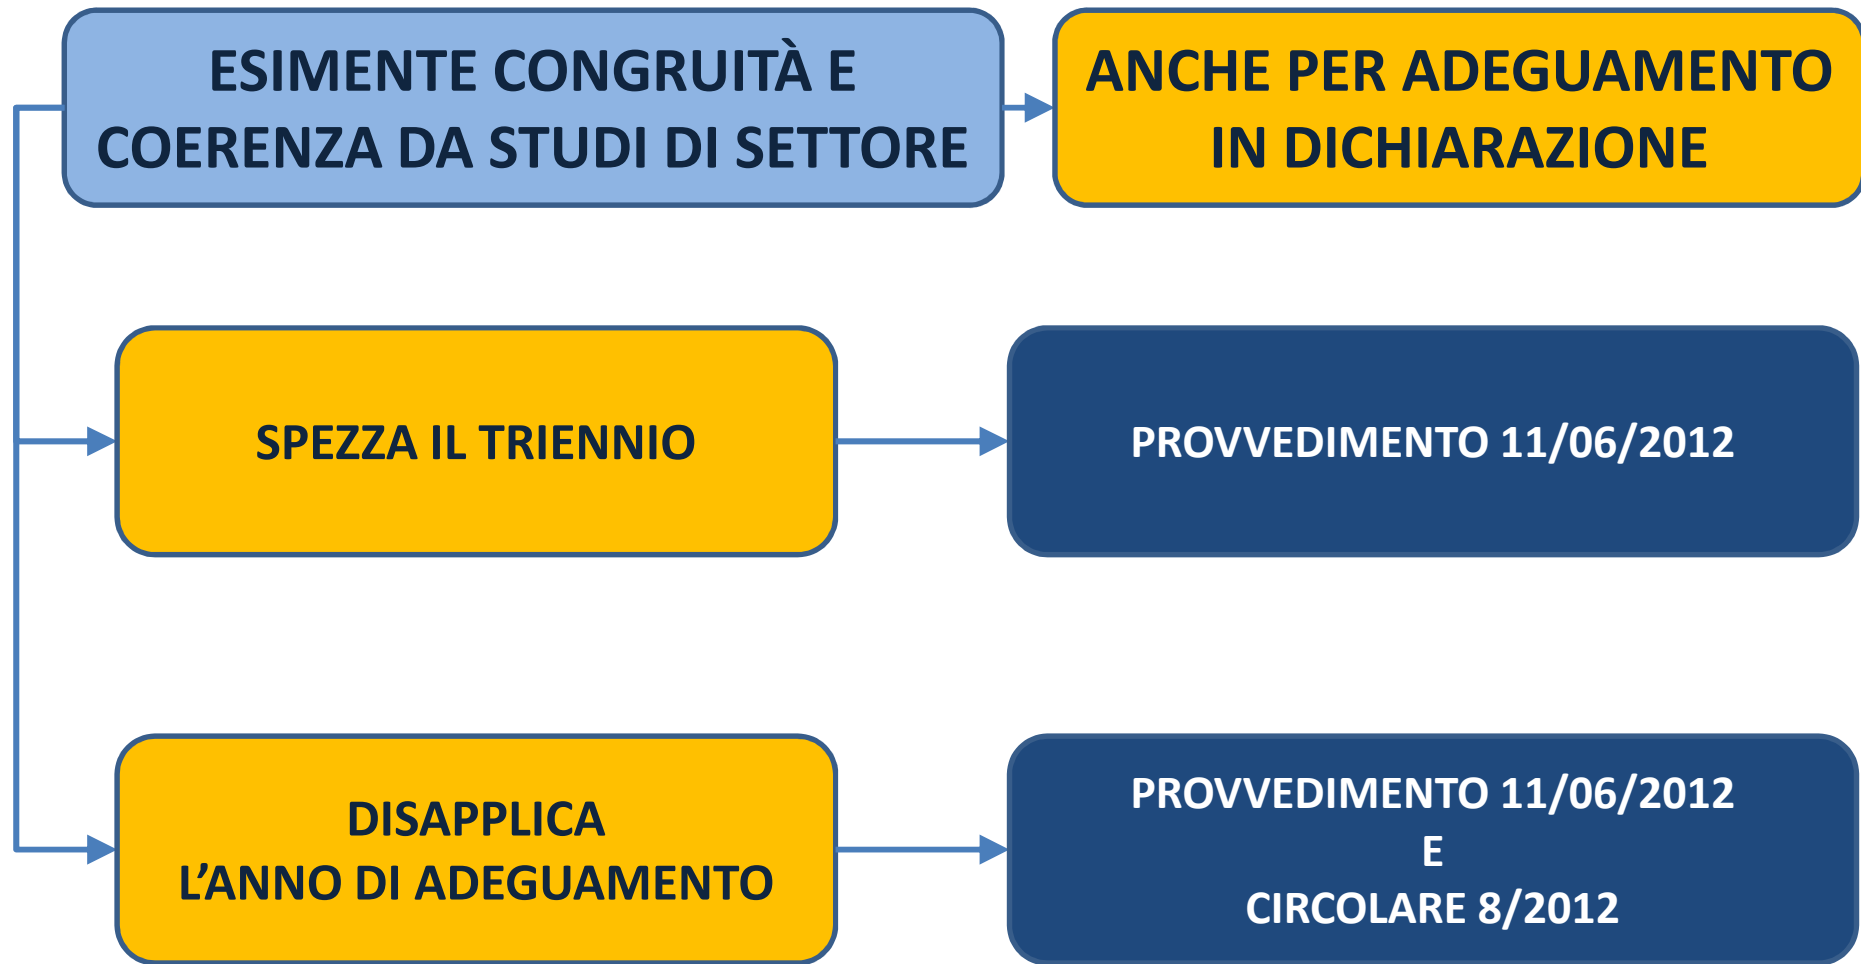 ESIMENTE CONGRUITÀ E
COERENZA DA STUDI DI SETTORE
ANCHE PER ADEGUAMENTO
IN DICHIARAZIONE
SPEZZA IL TRIENNIO
PROVVEDIMENTO 11/06/2012
DISAPPLICA
L’ANNO DI ADEGUAMENTO
PROVVEDIMENTO 11/06/2012
E
CIRCOLARE 8/2012